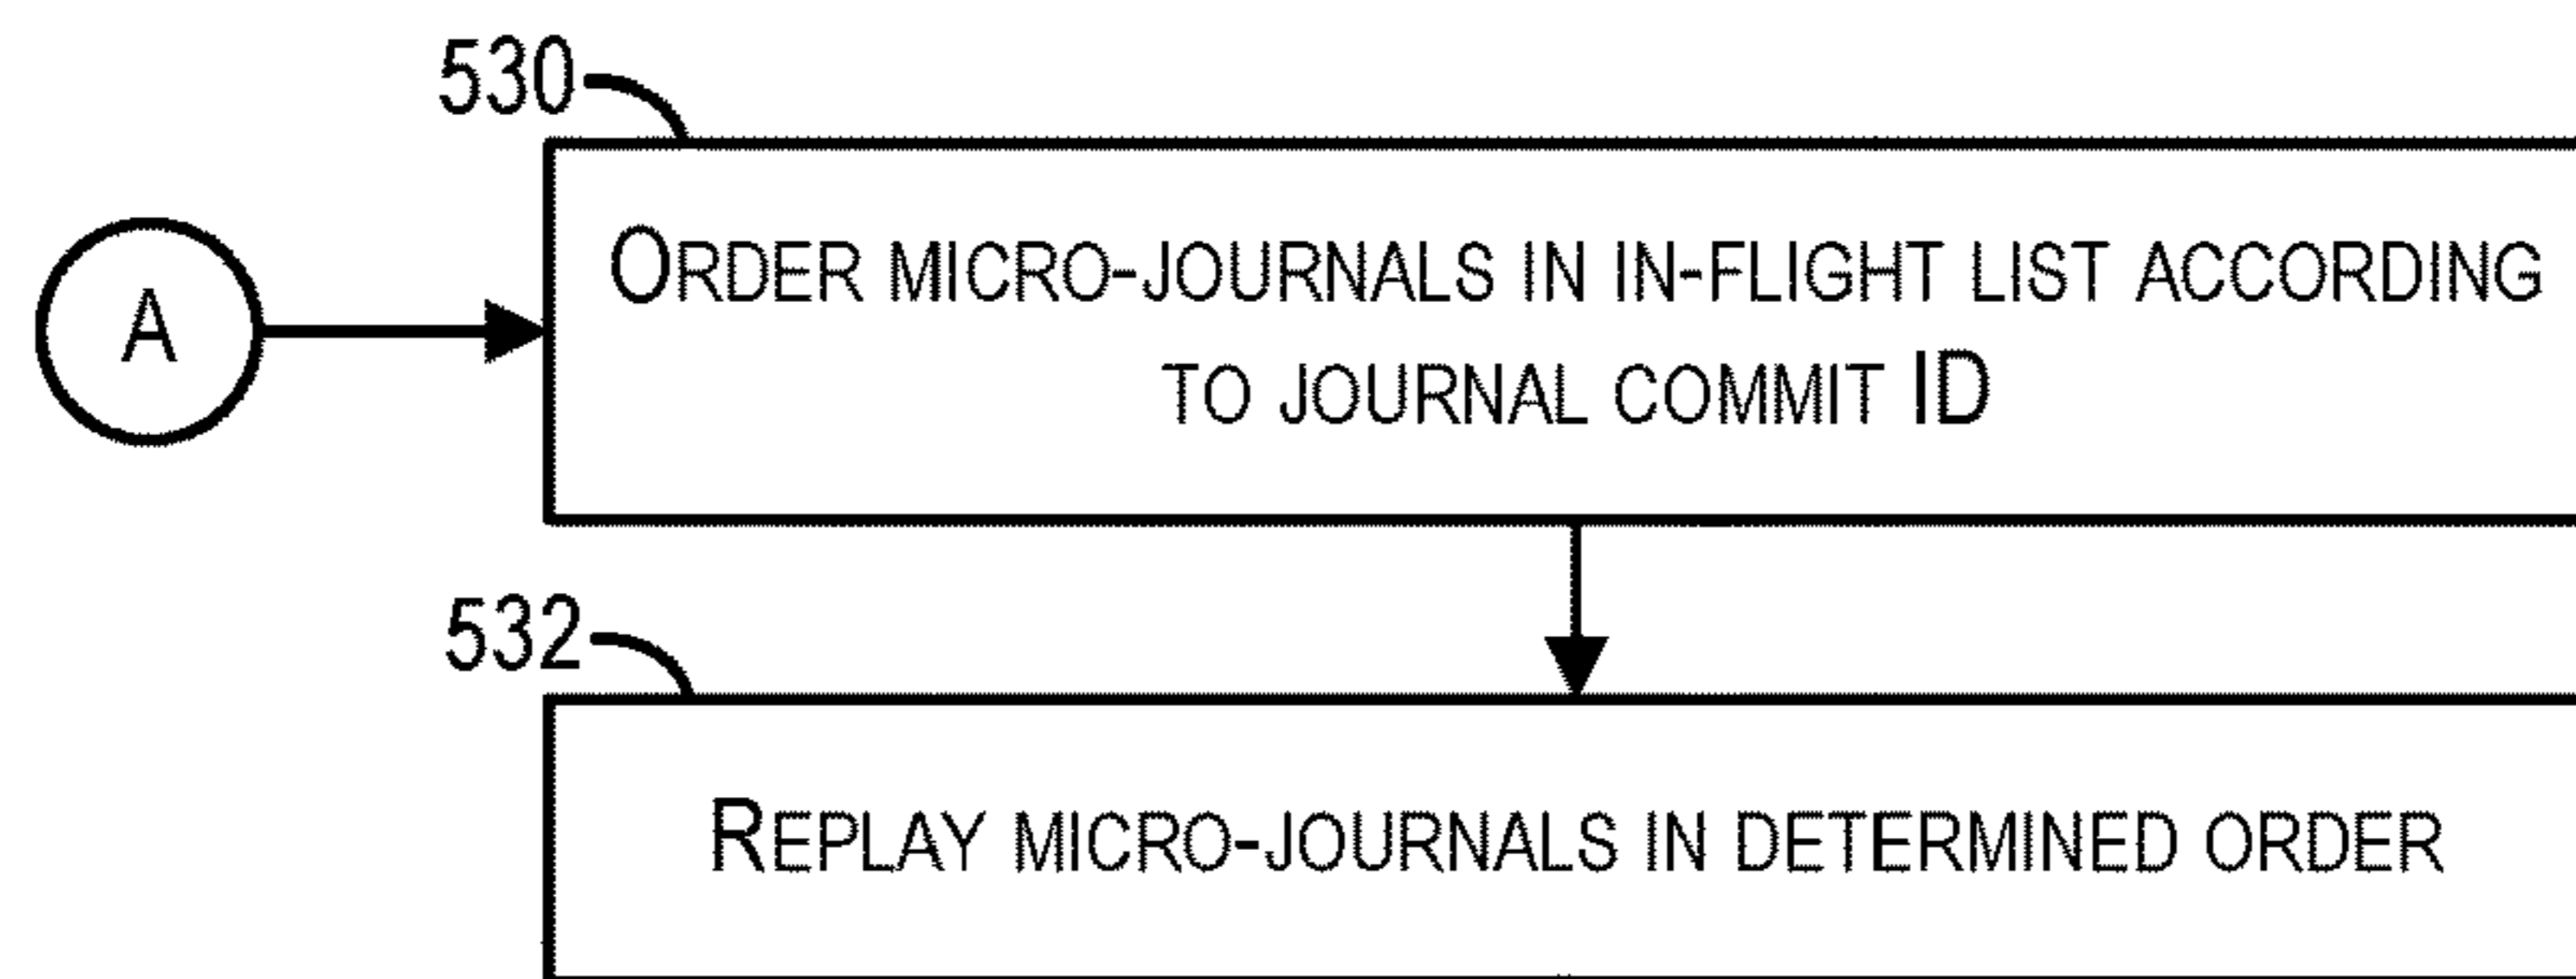 530
A
ORDER MICRO-JOURNALS IN IN-FLIGHT LIST ACCORDING
TO JOURNAL COMMIT ID
532
REPLAY MICRO-JOURNALS IN DETERMINED ORDER